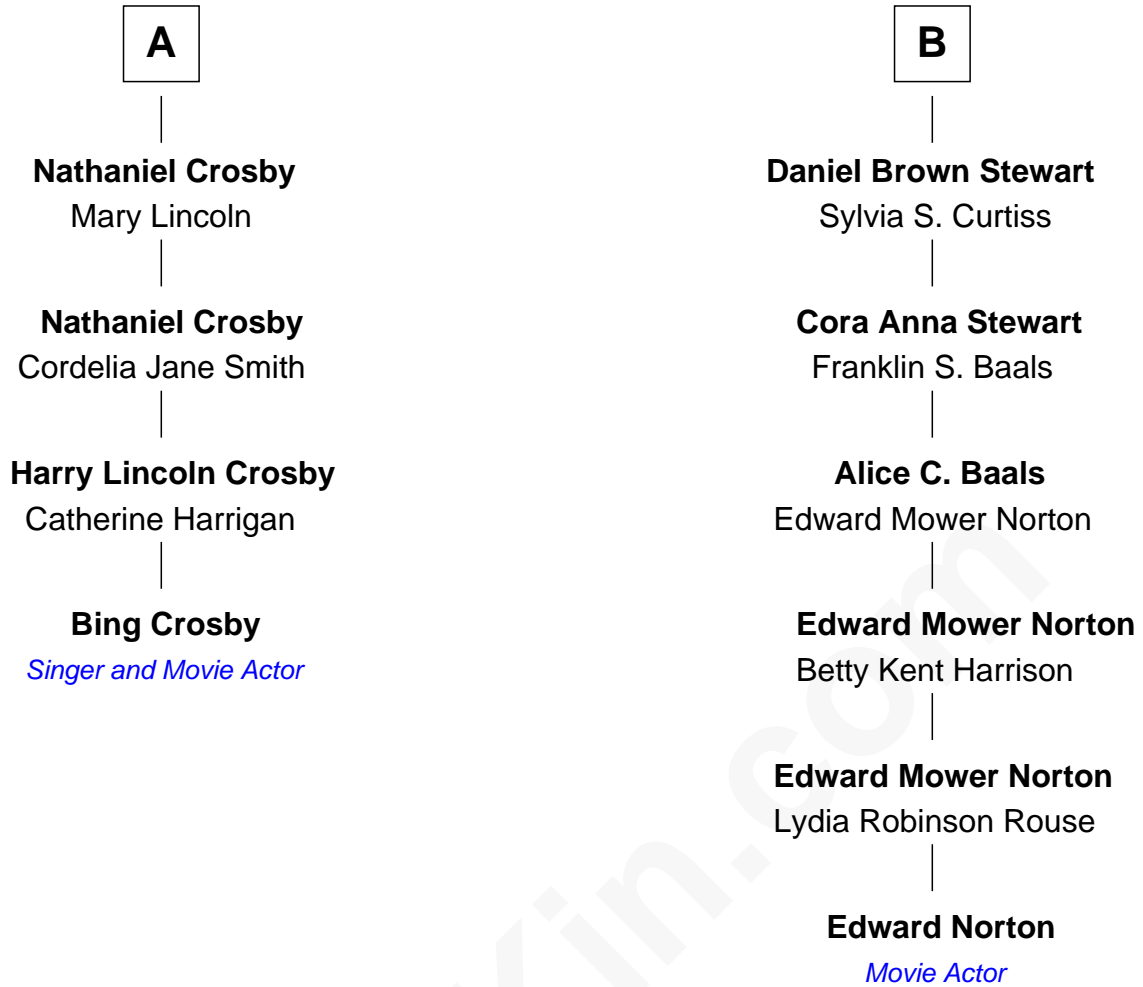 A
Nathaniel Crosby
Mary Lincoln
Nathaniel Crosby
Cordelia Jane Smith
Harry Lincoln Crosby
Catherine Harrigan
Bing Crosby
Singer and Movie Actor
B
Daniel Brown Stewart
Sylvia S. Curtiss
Cora Anna Stewart
Franklin S. Baals
Alice C. Baals
Edward Mower Norton
Edward Mower Norton
Betty Kent Harrison
Edward Mower Norton
Lydia Robinson Rouse
Edward Norton
Movie Actor